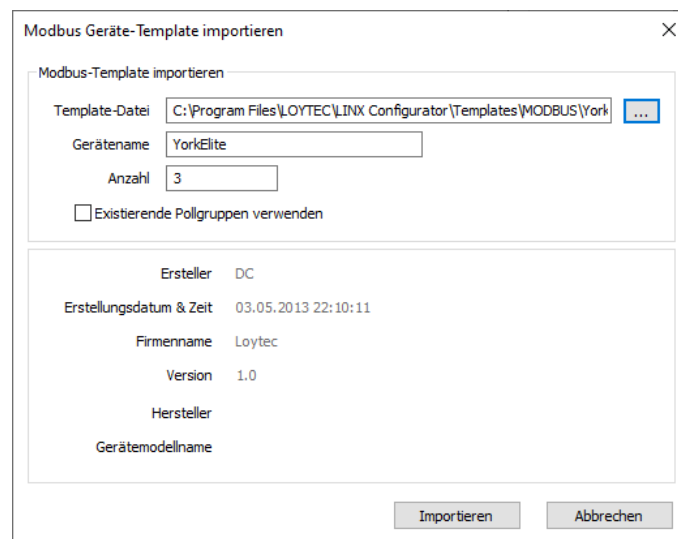 Modbus Geräte-Template importieren
Modbus-Template importieren
Template-Datei C:\Program Files\LOYTEC\LINX Configurator\Templates\MODBUS\York ...
Gerätename YorkElite
Anzahl 3
Existierende Pollgruppen verwenden
Ersteller DC
Erstellungsdatum & Zeit 03.05.2013 22:10:11
Firmenname Loytec
Version 1.0
Hersteller
Gerätemodellname
Importieren Abbrechen